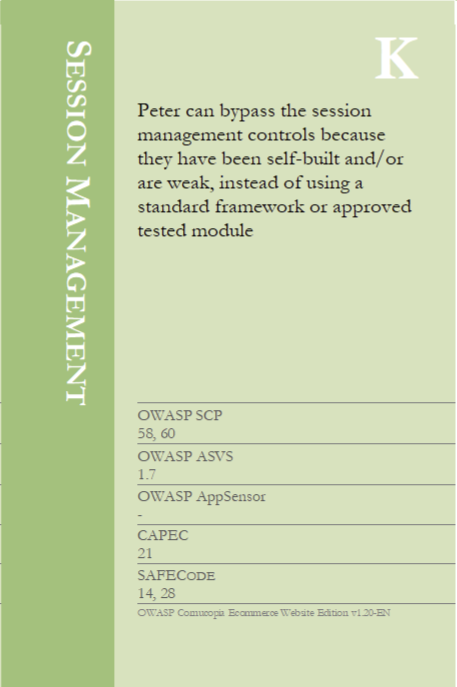 SESSION MANAGEMENT
K
Peter can bypass the session
management controls because
they have been self-built and/or
are weak, instead of using a
standard framework or approved
tested module
OWASP SCP
58, 60
OWASP ASVS
1.7
OWASP AppSensor
-
CAPEC
21
SAFECODE
14, 28
OWASP Cornucopia Ecommerce Website Edition v1.20-EN